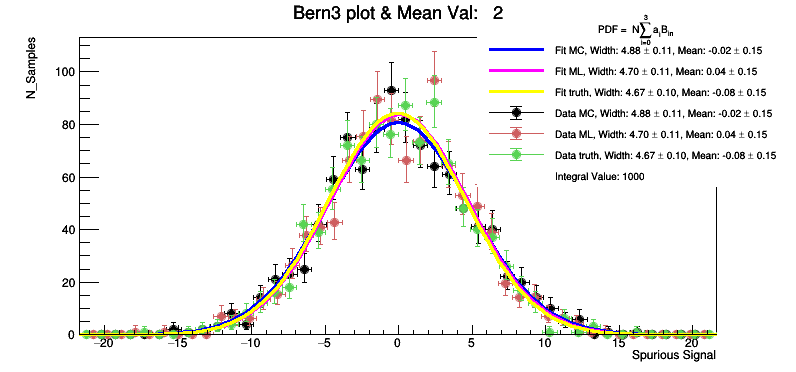 Bern3 plot & Mean Val: 2
PDF = N∑ a_i B_in
3
i=0
Fit MC, Width: 4.88 ± 0.11, Mean: -0.02 ± 0.15
Fit ML, Width: 4.70 ± 0.11, Mean: 0.04 ± 0.15
Fit truth, Width: 4.67 ± 0.10, Mean: -0.08 ± 0.15
Data MC, Width: 4.88 ± 0.11, Mean: -0.02 ± 0.15
Data ML, Width: 4.70 ± 0.11, Mean: 0.04 ± 0.15
Data truth, Width: 4.67 ± 0.10, Mean: -0.08 ± 0.15
Integral Value: 1000
N_Samples
100
80
60
40
20
0
−20 −15 −10 −5 0 5 10 15 20
Spurious Signal